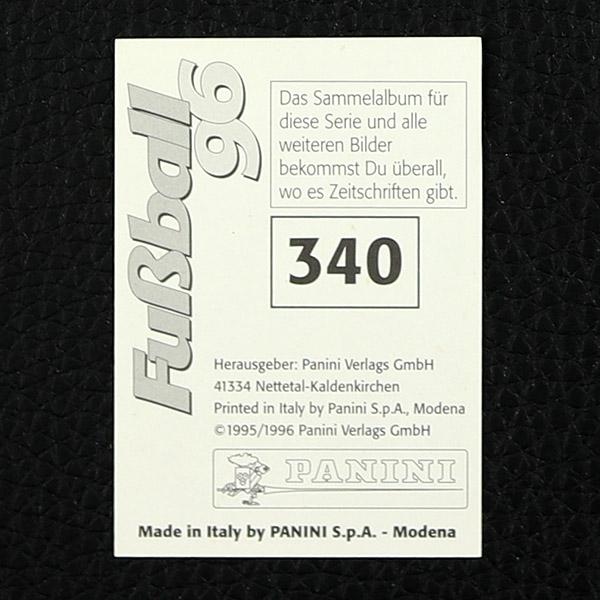 Fußball
96
Das Sammelalbum für
diese Serie und alle
weiteren Bilder
bekommst Du überall,
wo es Zeitschriften gibt.
340
Herausgeber: Panini Verlags GmbH
41334 Nettetal-Kaldenkirchen
Printed in Italy by Panini S.p.A., Modena
©1995/1996 Panini Verlags GmbH
PANINI
Made in Italy by PANINI S.p.A. - Modena